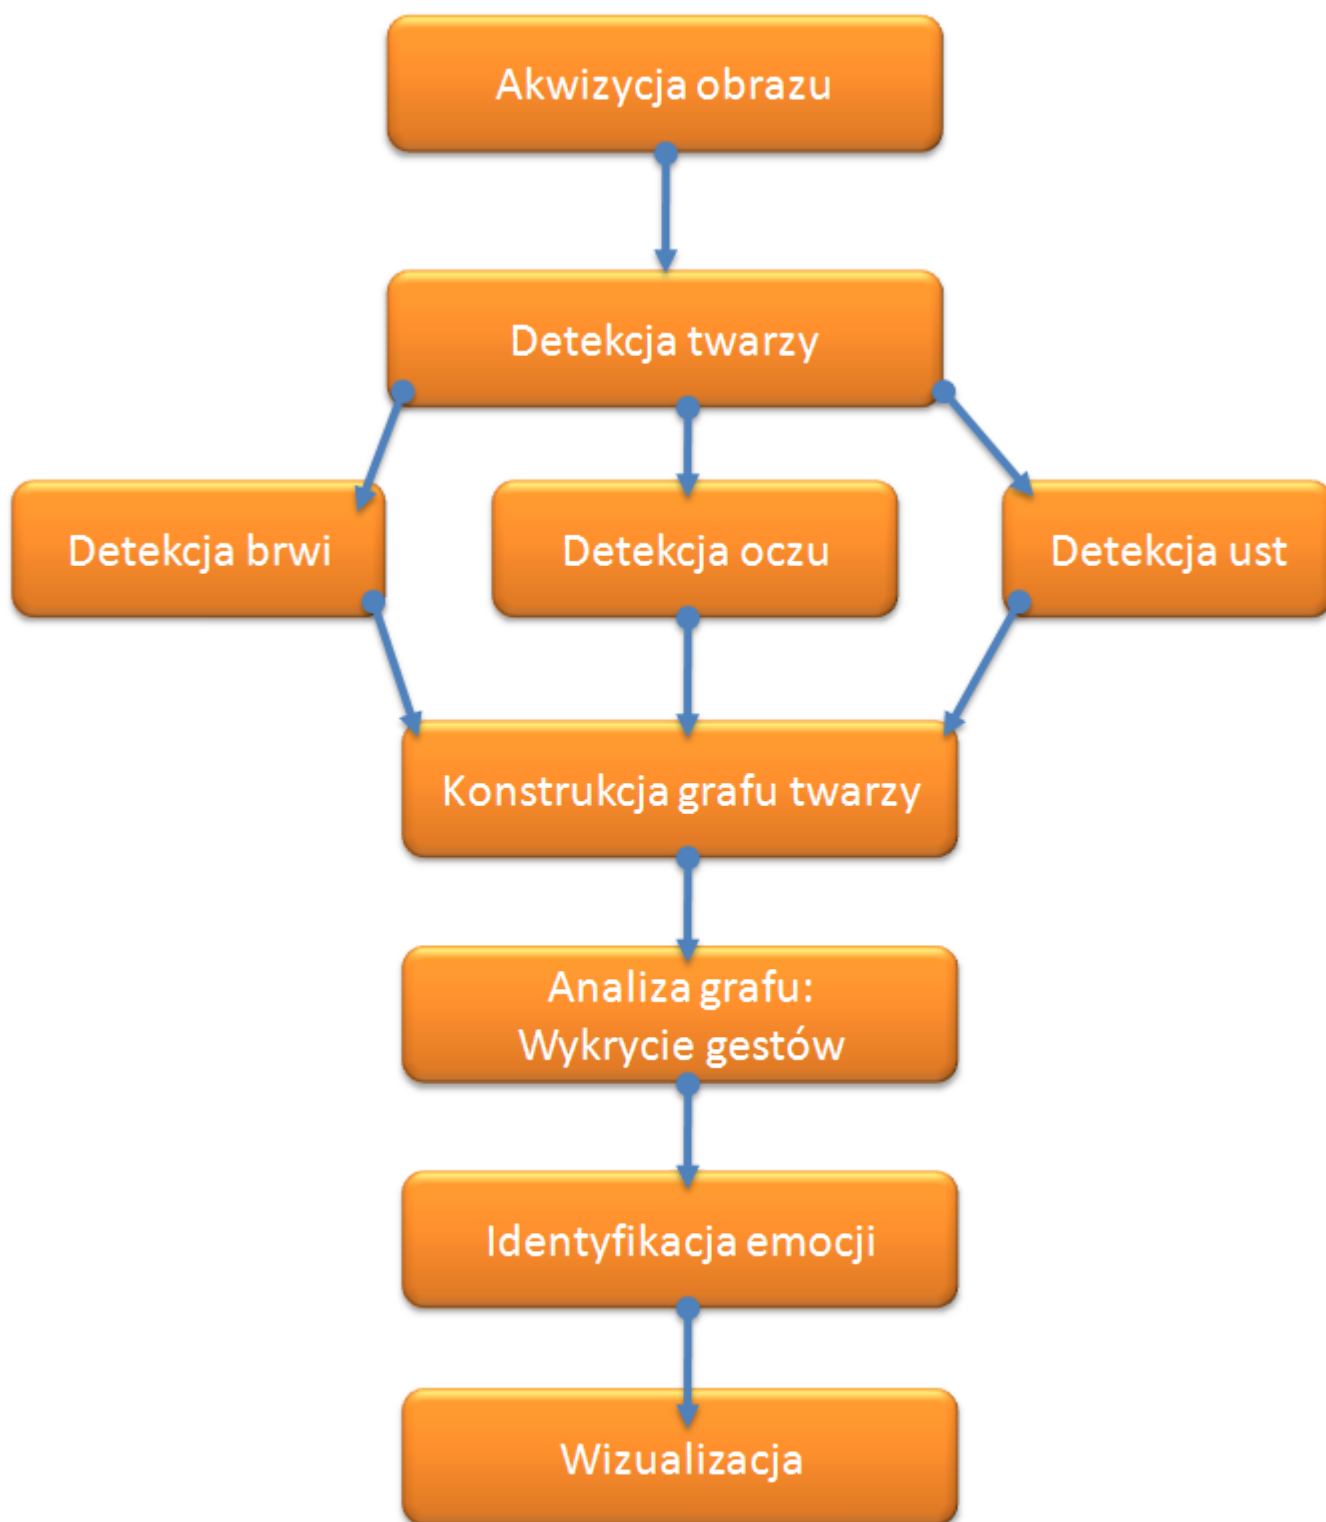 Akwizycja obrazu
Detekcja twarzy
Detekcja brwi
Detekcja oczu
Detekcja ust
Konstrukcja grafu twarzy
Analiza grafu:
Wykrycie gestów
Identyfikacja emocji
Wizualizacja